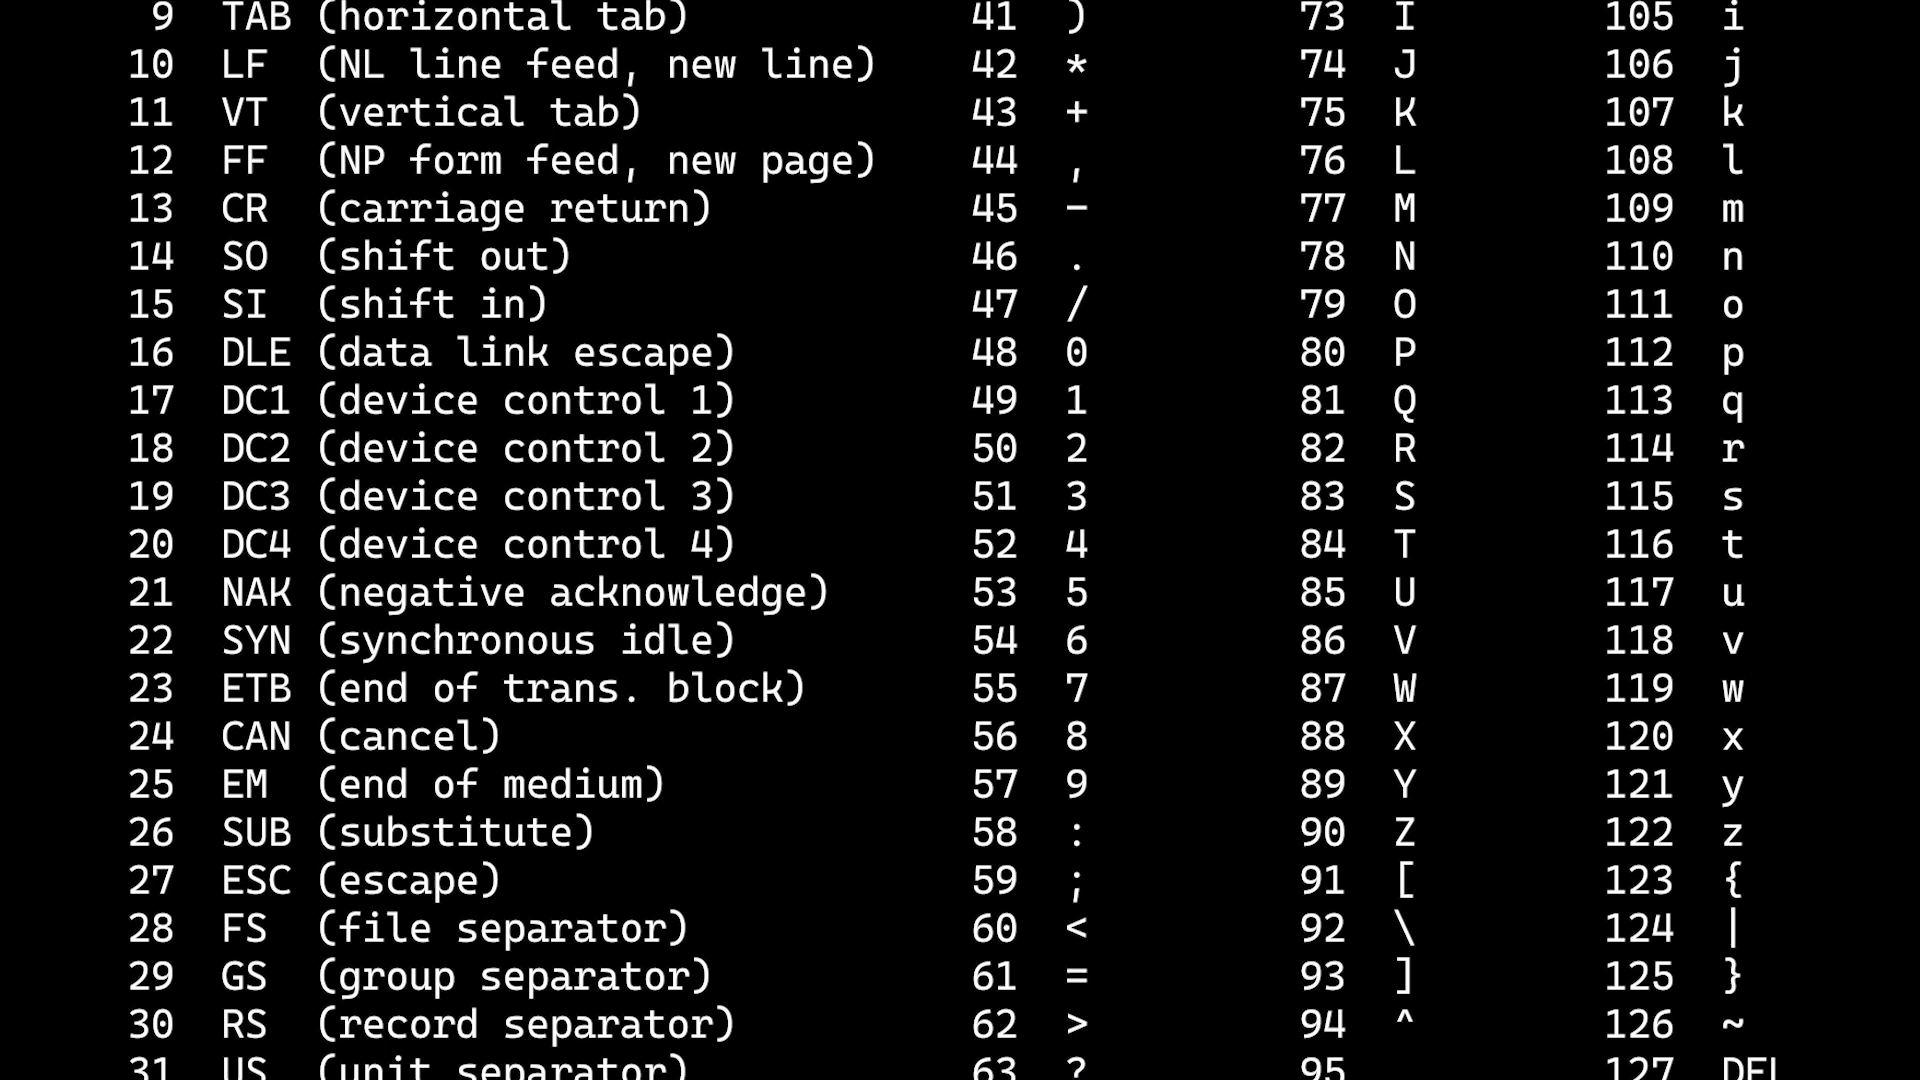 9 TAB (horizontal tab) 41 ) 73 I 105 i
10 LF (NL line feed, new line) 42 * 74 J 106 j
11 VT (vertical tab) 43 + 75 K 107 k
12 FF (NP form feed, new page) 44 , 76 L 108 l
13 CR (carriage return) 45 - 77 M 109 m
14 SO (shift out) 46 . 78 N 110 n
15 SI (shift in) 47 / 79 O 111 o
16 DLE (data link escape) 48 0 80 P 112 p
17 DC1 (device control 1) 49 1 81 Q 113 q
18 DC2 (device control 2) 50 2 82 R 114 r
19 DC3 (device control 3) 51 3 83 S 115 s
20 DC4 (device control 4) 52 4 84 T 116 t
21 NAK (negative acknowledge) 53 5 85 U 117 u
22 SYN (synchronous idle) 54 6 86 V 118 v
23 ETB (end of trans. block) 55 7 87 W 119 w
24 CAN (cancel) 56 8 88 X 120 x
25 EM (end of medium) 57 9 89 Y 121 y
26 SUB (substitute) 58 : 90 Z 122 z
27 ESC (escape) 59 ; 91 [ 123 {
28 FS (file separator) 60 < 92 \ 124 |
29 GS (group separator) 61 = 93 ] 125 }
30 RS (record separator) 62 > 94 ^ 126 ~
31 US (unit separator) 63 ? 95 127 DEL